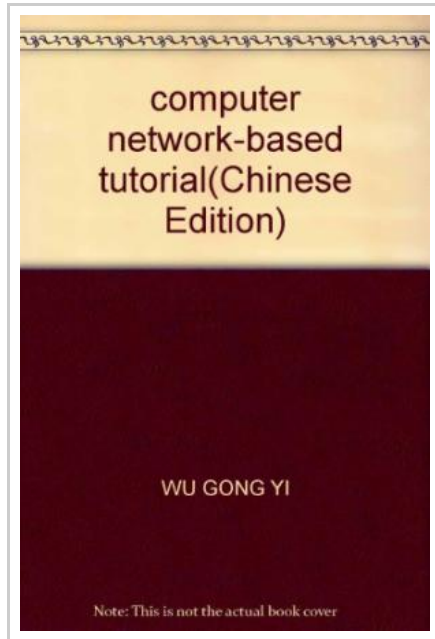 computer
network-based
tutorial(Chinese
Edition)
WU GONG YI
Note: This is not the actual book cover